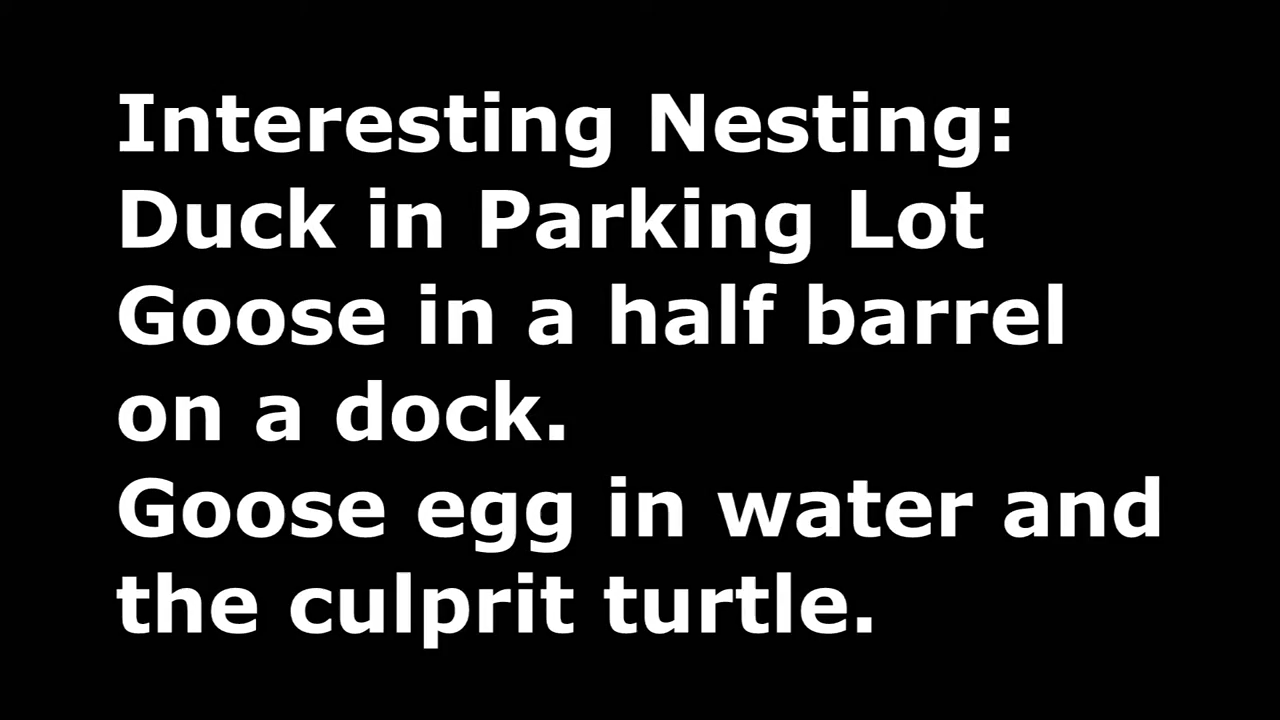 Interesting Nesting:
Duck in Parking Lot
Goose in a half barrel
on a dock.
Goose egg in water and
the culprit turtle.